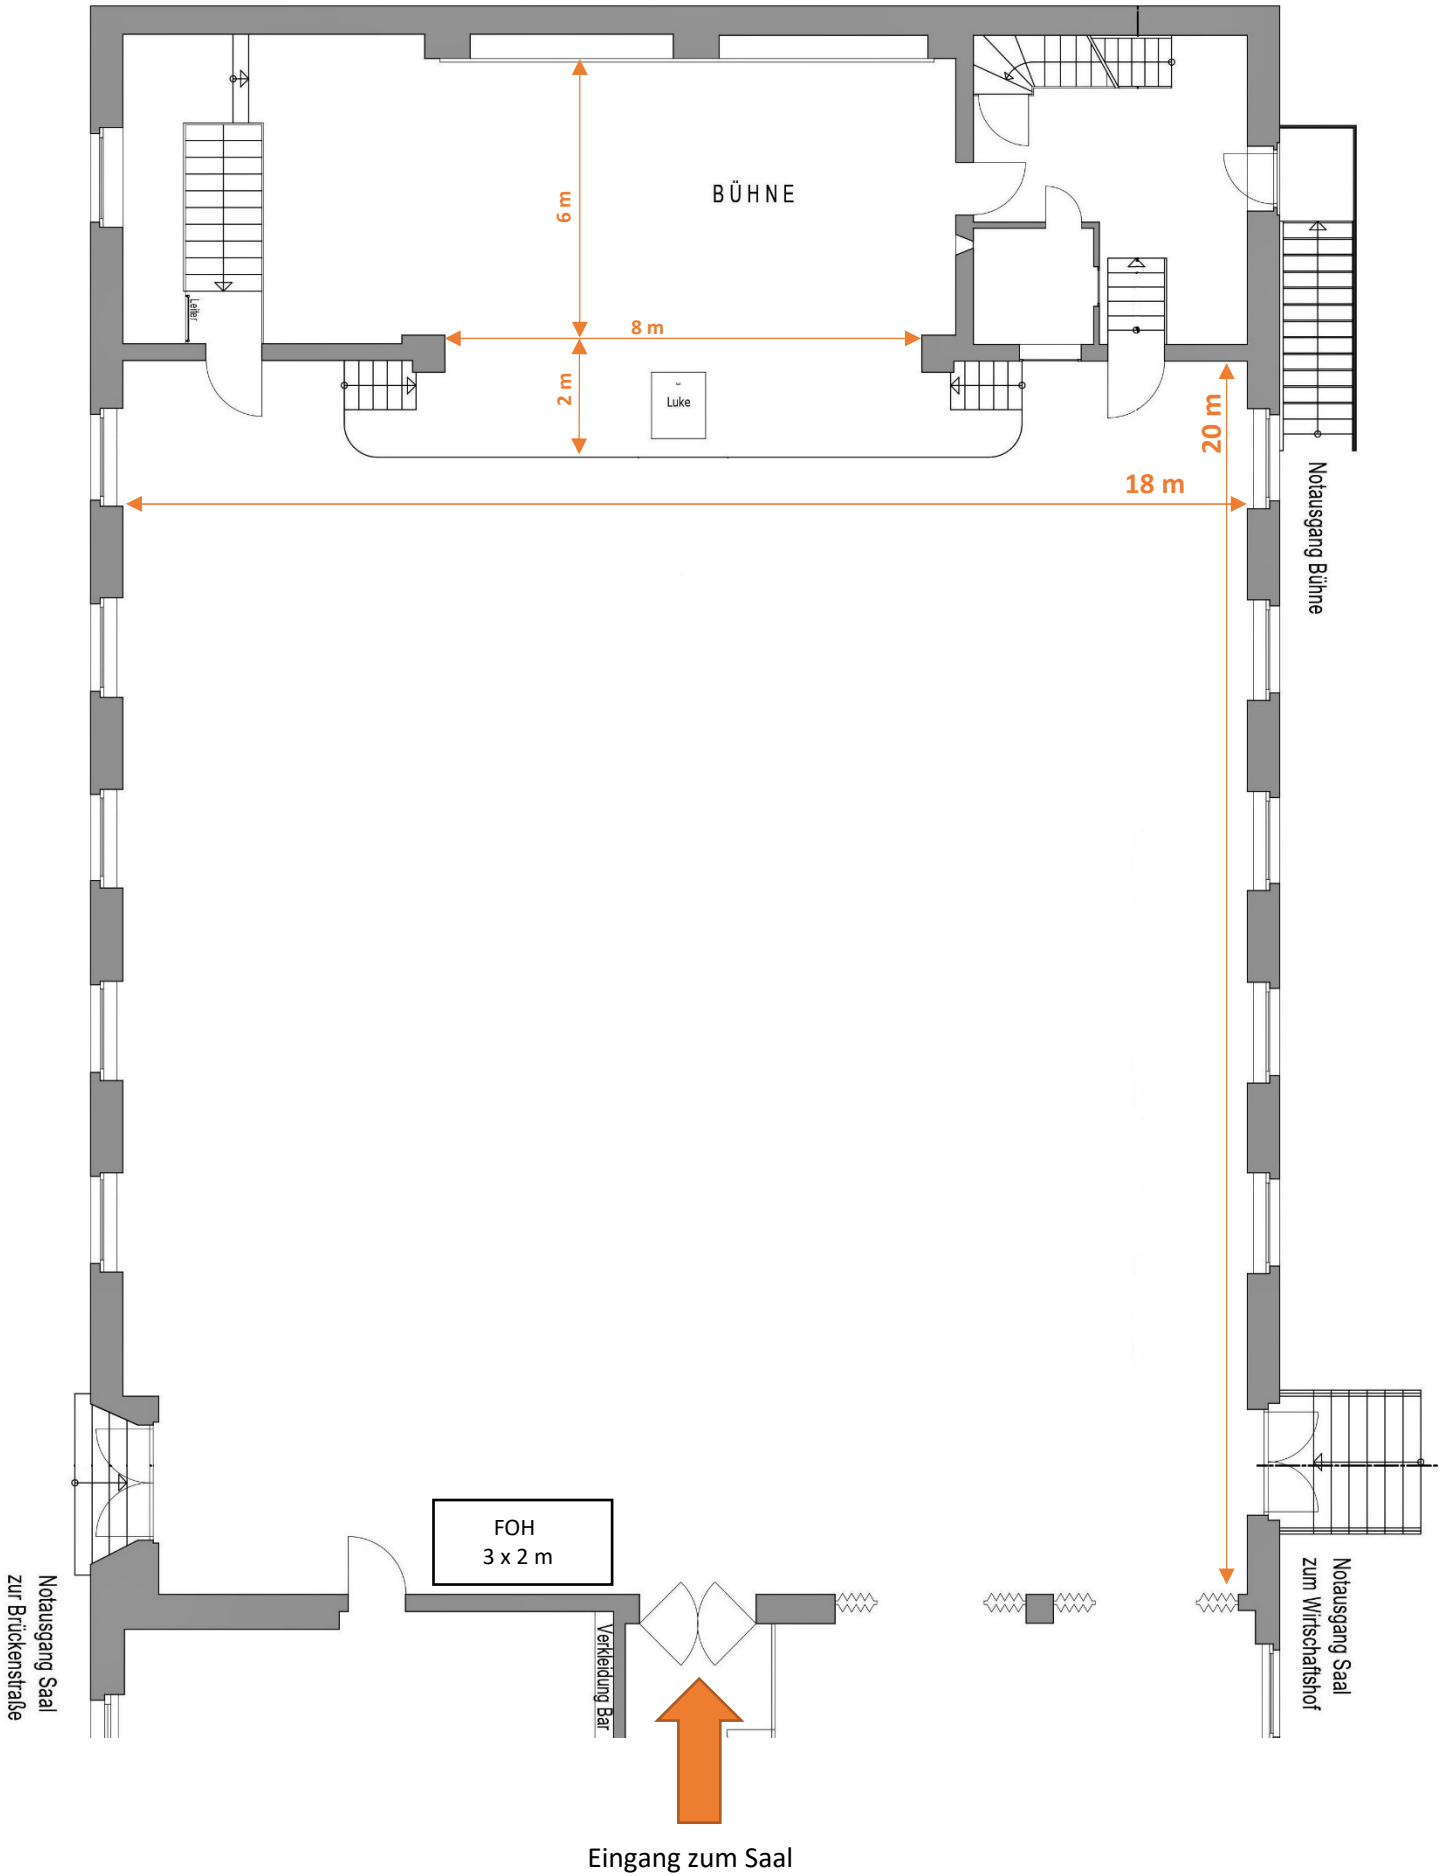 BÜHNE
6 m
Leiter
8 m
2 m
Luke
20 m
18 m
Notausgang Bühne
FOH
3 x 2 m
Notausgang Saal
zur Brückenstraße
Verkleidung Bar
Notausgang Saal
zum Wirtschaftshof
Eingang zum Saal